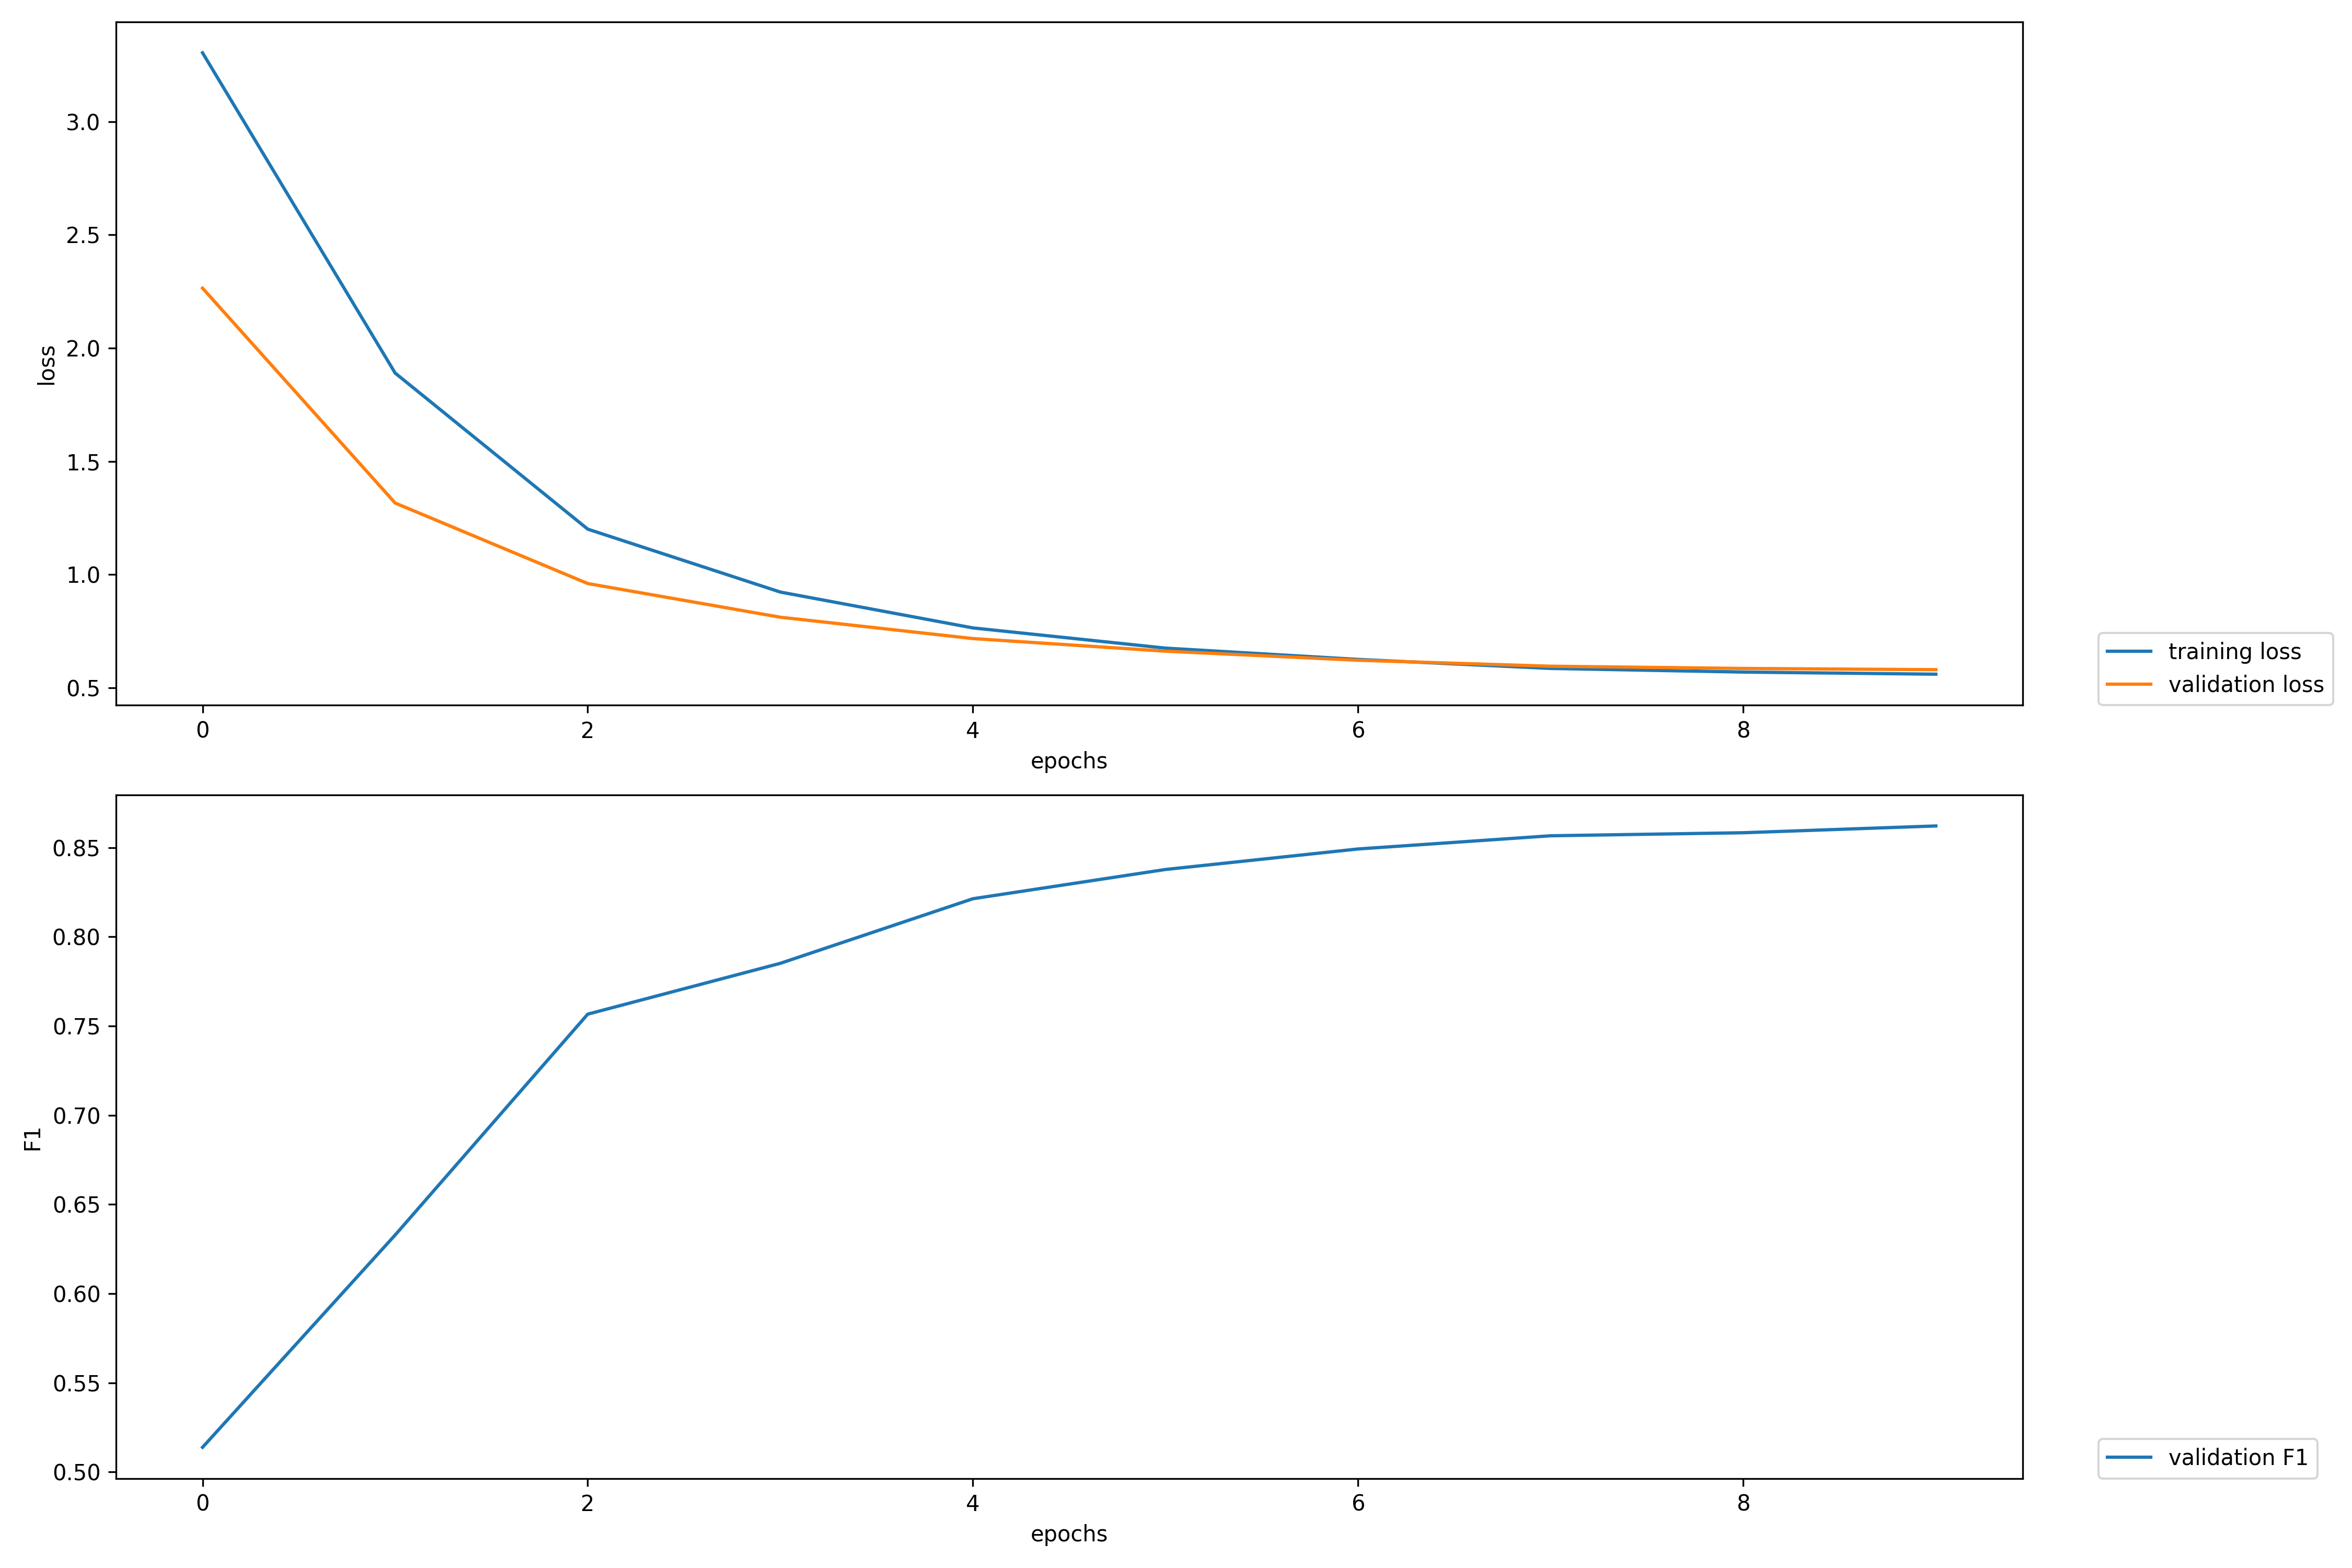 3.0
2.5
2.0
1.5
1.0
0.5
loss
0 2 4 6 8
epochs
training loss
validation loss
0.85
0.80
0.75
0.70
0.65
0.60
0.55
0.50
F1
0 2 4 6 8
epochs
validation F1